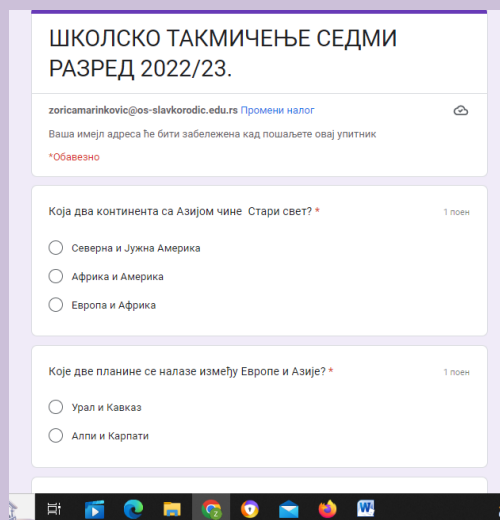 ШКОЛСКО ТАКМИЧЕЊЕ СЕДМИ
РАЗРЕД 2022/23.
zoricamarinkovic@os-slavkorodic.edu.rs Промени налог
Ваша имејл адреса ће бити забележена кад пошаљете овај упитник
*Обавезно
Која два континента са Азијом чине  Стари свет? *
1 поен
Северна и Јужна Америка
Африка и Америка
Европа и Африка
Које две планине се налазе између Европе и Азије? *
1 поен
Урал и Кавказ
Алпи и Карпати